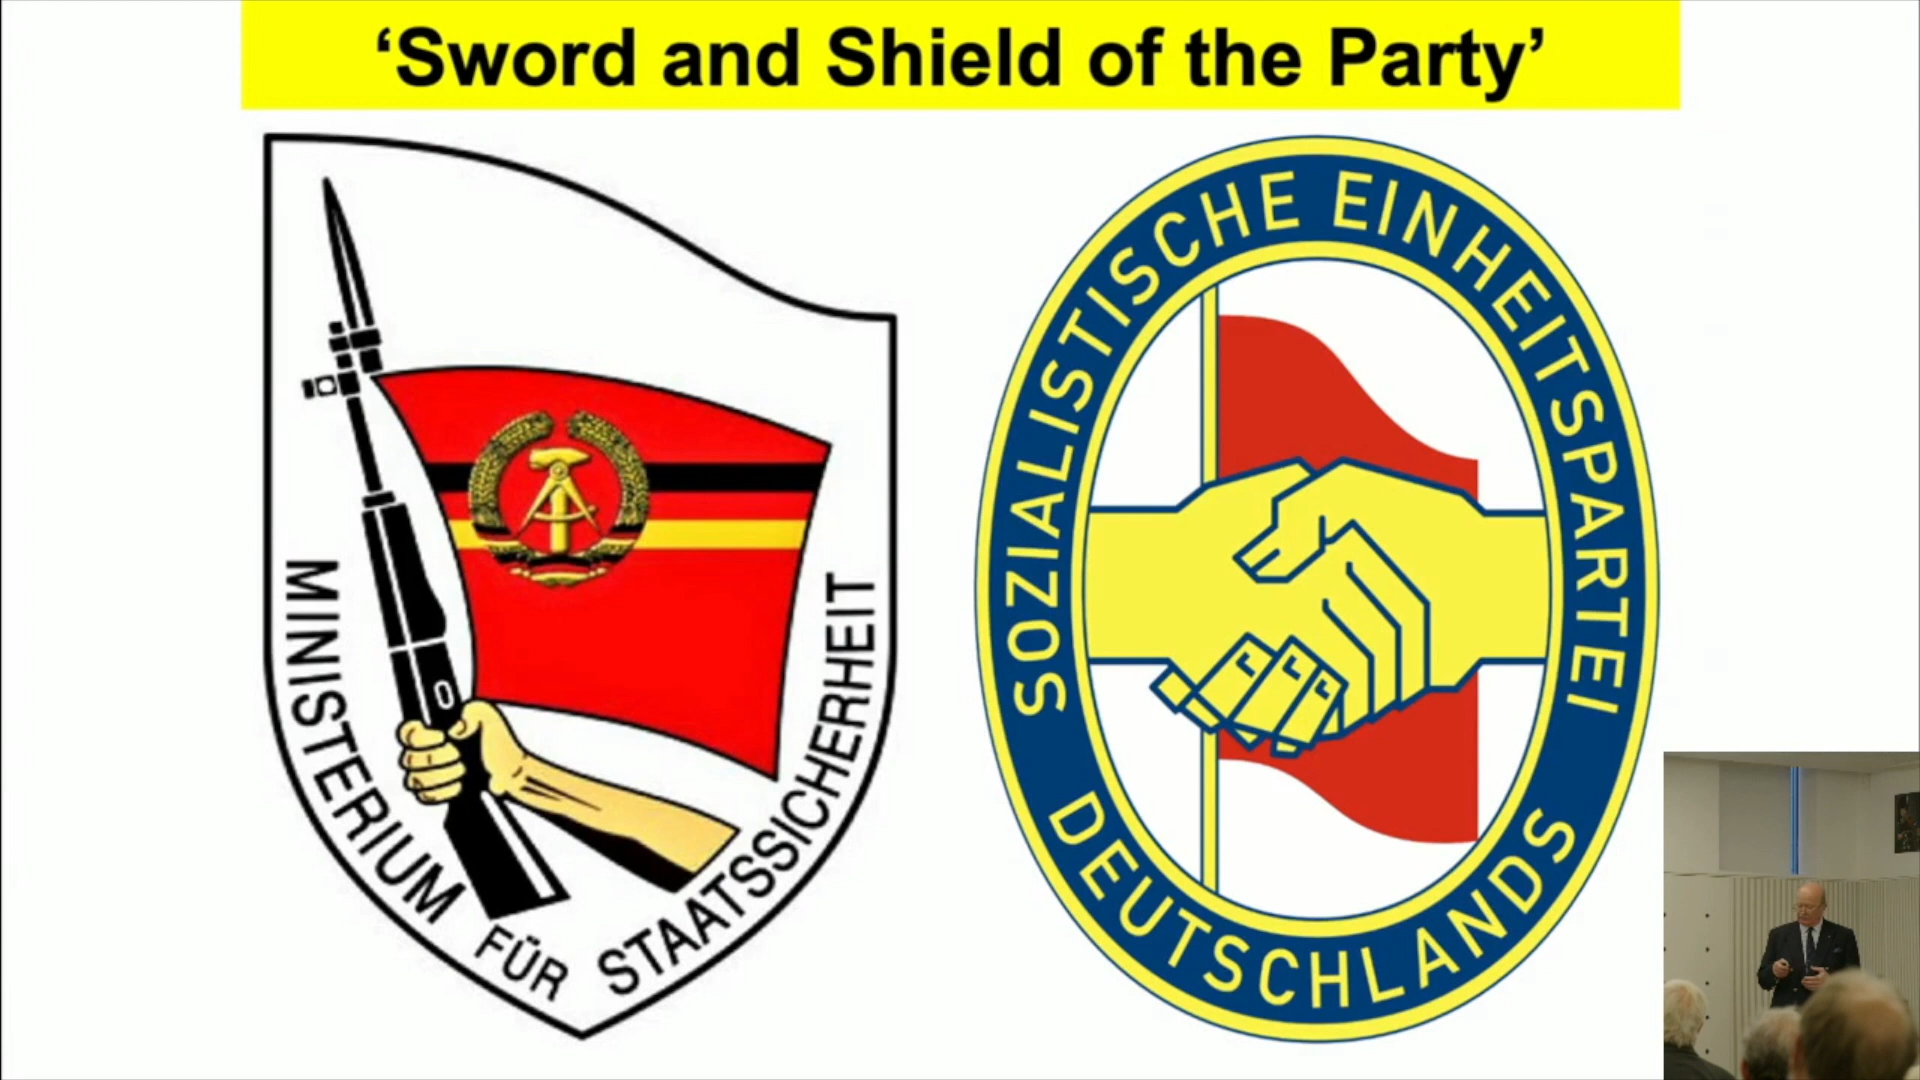 ‘Sword and Shield of the Party’
MINISTERIUM FÜR STAATSSICHERHEIT
SOZIALISTISCHE EINHEITSPARTEI
DEUTSCHLANDS